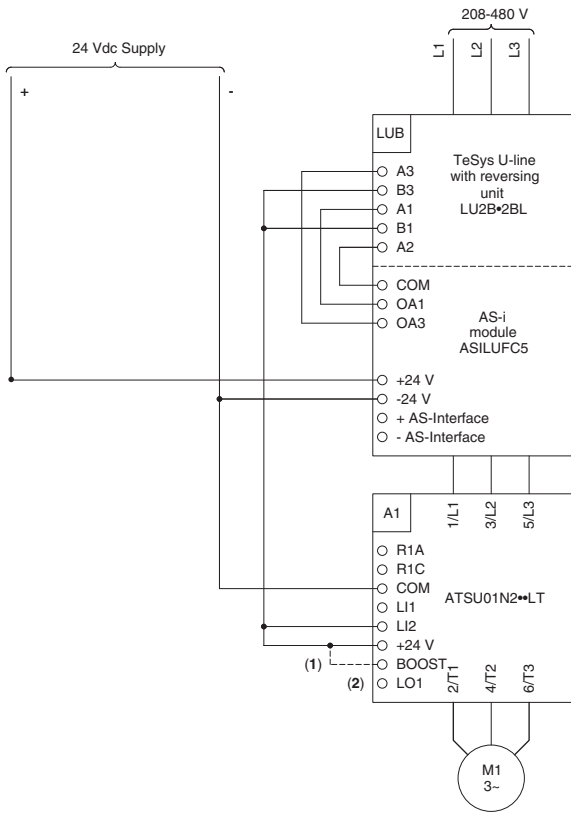 208-480 V
L1
L2
L3
24 Vdc Supply
+
-
LUB
TeSys U-line
with reversing
unit
LU2B•2BL
A3
B3
A1
B1
A2
COM
OA1
OA3
AS-i
module
ASILUFC5
+24 V
-24 V
+ AS-Interface
- AS-Interface
A1
1/L1
3/L2
5/L3
R1A
R1C
COM
LI1
LI2
+24 V
BOOST
LO1
(1)
(2)
ATSU01N2••LT
2/T1
4/T2
6/T3
M1
3~